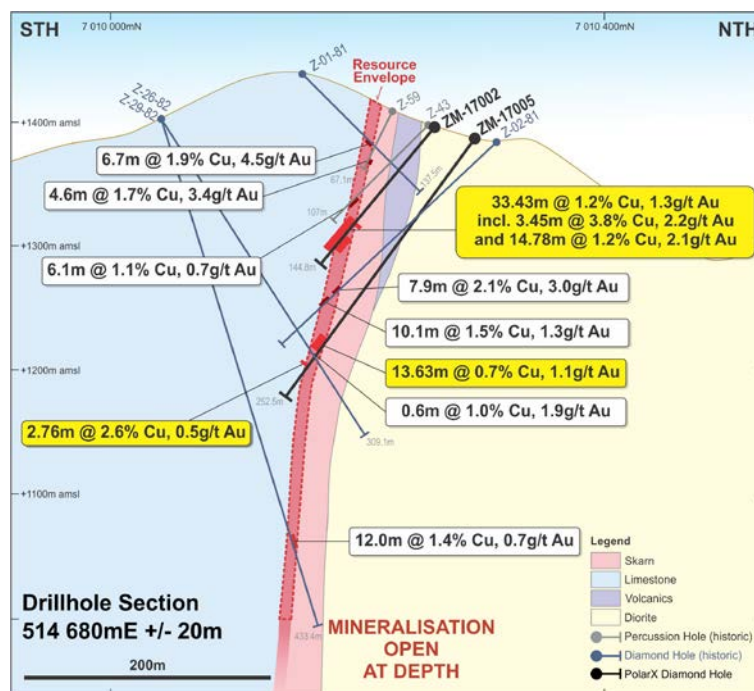 STH
7 010 000mN
7 010 400mN
NTH
Z-01-81
Resource
Envelope
Z-26-82
Z-29-82
Z-59
Z-43
ZM-17002
ZM-17005
Z-02-81
+1400m amsl
6.7m @ 1.9% Cu, 4.5g/t Au
67.1m
137.5m
4.6m @ 1.7% Cu, 3.4g/t Au
107m
33.43m @ 1.2% Cu, 1.3g/t Au
incl. 3.45m @ 3.8% Cu, 2.2g/t Au
and 14.78m @ 1.2% Cu, 2.1g/t Au
+1300m amsl
6.1m @ 1.1% Cu, 0.7g/t Au
144.8m
7.9m @ 2.1% Cu, 3.0g/t Au
10.1m @ 1.5% Cu, 1.3g/t Au
+1200m amsl
13.63m @ 0.7% Cu, 1.1g/t Au
252.5m
0.6m @ 1.0% Cu, 1.9g/t Au
2.76m @ 2.6% Cu, 0.5g/t Au
309.1m
+1100m amsl
12.0m @ 1.4% Cu, 0.7g/t Au
Legend
Skarn
Limestone
Volcanics
Diorite
Percussion Hole (historic)
Diamond Hole (historic)
PolarX Diamond Hole
Drillhole Section
514 680mE +/- 20m
200m
433.4m
MINERALISATION
OPEN
AT DEPTH